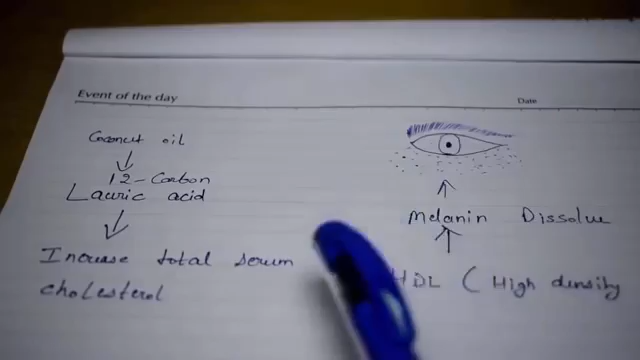 Event of the day
Date
Coconut oil
12-Carbon
Lauric acid
Increase total serum
cholesterol
Melanin Dissolve
HDL ( High density